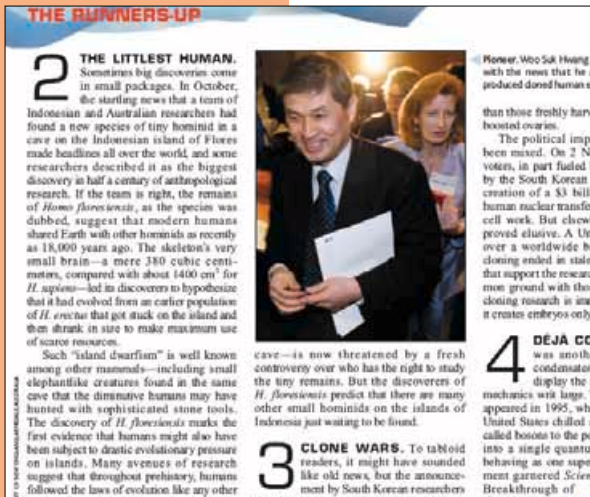 THE RUNNERS-UP
2
THE LITTLEST HUMAN.
Sometimes big discoveries come
in small packages. In October,
the startling news that a team of
Indonesian and Australian researchers had
found a new species of tiny hominid in a
cave on the Indonesian island of Flores
made headlines all over the world, and some
researchers described it as the biggest
discovery in half a century of anthropological
research. If the team is right, the remains
of Homo floresiensis, as the species was
dubbed, suggest that modern humans
shared Earth with other hominids as recently
as 18,000 years ago. The skeleton's very
small brain—a mere 380 cubic centi-
meters, compared with about 1400 cm³ for
H. sapiens—led its discoverers to hypothesize
that it had evolved from an earlier population
of H. erectus that got stuck on the island and
then shrank in size to make maximum use
of scarce resources.
Such "island dwarfism" is well known
among other mammals—including small
elephantlike creatures found in the same
cave that the diminutive humans may have
hunted with sophisticated stone tools.
The discovery of H. floresiensis marks the
first evidence that humans might also have
been subject to drastic evolutionary pressure
on islands. Many avenues of research
suggest that throughout prehistory, humans
followed the laws of evolution like any other
cave—is now threatened by a fresh
controversy over who has the right to study
the tiny remains. But the discoverers of
H. floresiensis predict that there are many
other small hominids on the islands of
Indonesia just waiting to be found.
3
CLONE WARS. To tabloid
readers, it might have sounded
like old news, but the announce-
ment by South Korean researchers
Pioneer. Woo Suk Hwang
with the news that he
produced cloned human e
than those freshly harv
boosted ovaries.
The political imp
been mixed. On 2 N
voters, in part fueled
by the South Korean
creation of a $3 bill
human nuclear transfe
cell work. But elsew
proved elusive. A U
over a worldwide b
cloning ended in stale
that support the resear
mon ground with tho
cloning research is im
it creates embryos only
4
DÉJÀ CO
was anoth
condensato
display the
mechanics writ large.
appeared in 1995, wh
United States chilled
called bosons to the po
into a single quantu
behaving as one supe
ment garnered Scien
Breakthrough of